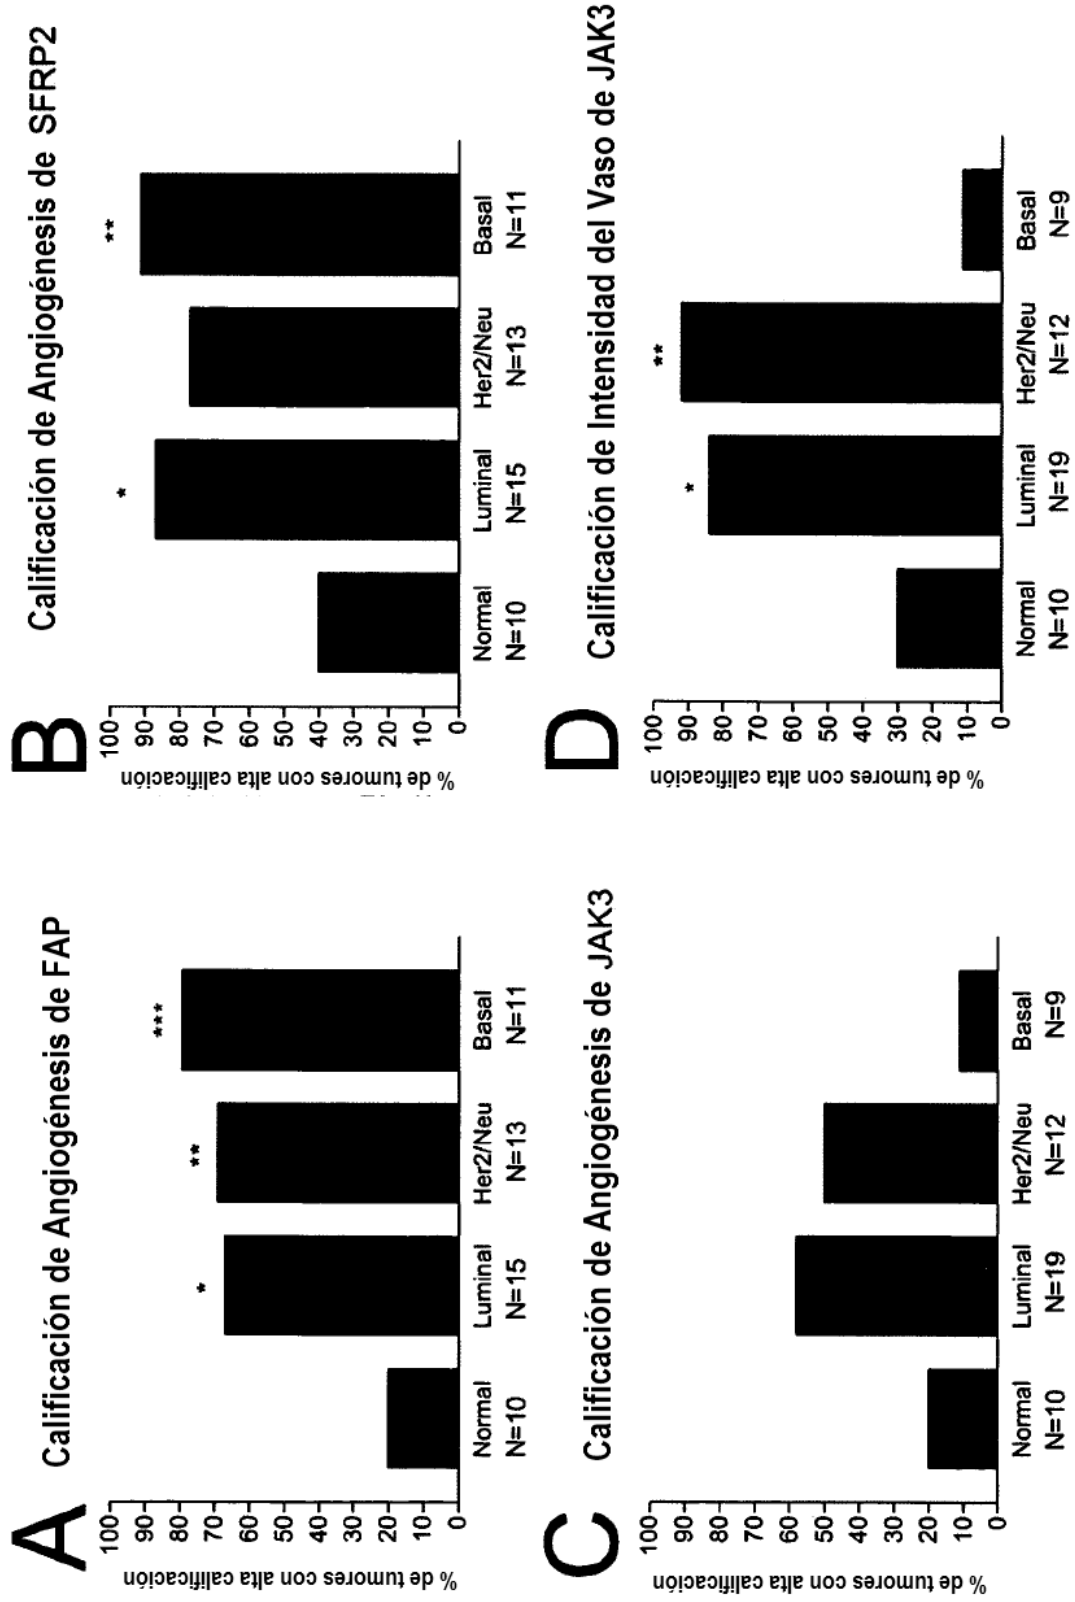 A
Calificación de Angiogénesis de FAP
% de tumores con alta calificación
100
90
80
70
60
50
40
30
20
10
0
*
**
***
Normal Luminal Her2/Neu Basal
N=10 N=15 N=13 N=11
B
Calificación de Angiogénesis de SFRP2
% de tumores con alta calificación
100
90
80
70
60
50
40
30
20
10
0
*
**
Normal Luminal Her2/Neu Basal
N=10 N=15 N=13 N=11
C
Calificación de Angiogénesis de JAK3
% de tumores con alta calificación
100
90
80
70
60
50
40
30
20
10
0
Normal Luminal Her2/Neu Basal
N=10 N=19 N=12 N=9
D
Calificación de Intensidad del Vaso de JAK3
% de tumores con alta calificación
100
90
80
70
60
50
40
30
20
10
0
*
**
Normal Luminal Her2/Neu Basal
N=10 N=19 N=12 N=9